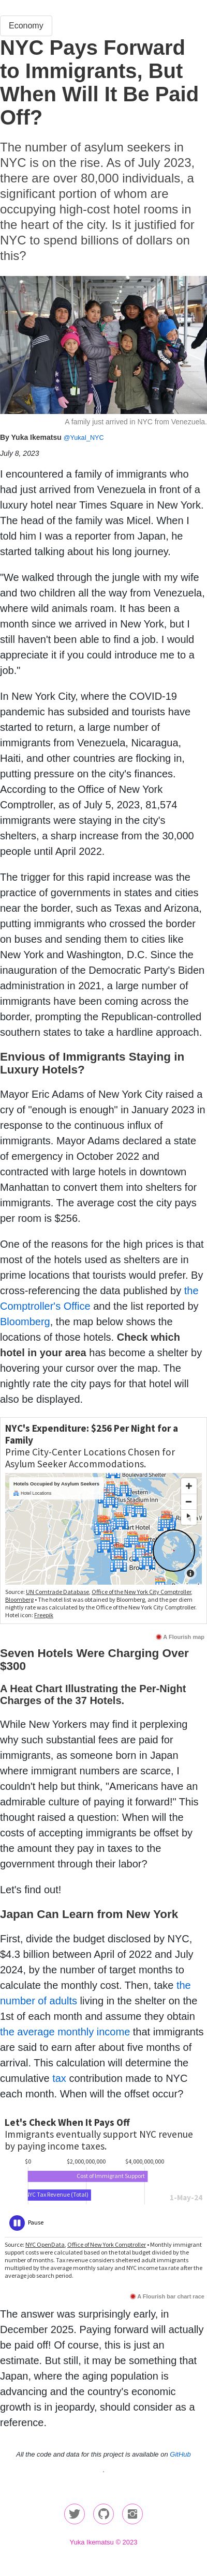 Economy
NYC Pays Forward
to Immigrants, But
When Will It Be Paid
Off?
The number of asylum seekers in
NYC is on the rise. As of July 2023,
there are over 80,000 individuals, a
significant portion of whom are
occupying high-cost hotel rooms in
the heart of the city. Is it justified for
NYC to spend billions of dollars on
this?
A family just arrived in NYC from Venezuela.
By Yuka Ikematsu @YukaI_NYC
July 8, 2023
I encountered a family of immigrants who
had just arrived from Venezuela in front of a
luxury hotel near Times Square in New York.
The head of the family was Micel. When I
told him I was a reporter from Japan, he
started talking about his long journey.
"We walked through the jungle with my wife
and two children all the way from Venezuela,
where wild animals roam. It has been a
month since we arrived in New York, but I
still haven't been able to find a job. I would
appreciate it if you could introduce me to a
job."
In New York City, where the COVID-19
pandemic has subsided and tourists have
started to return, a large number of
immigrants from Venezuela, Nicaragua,
Haiti, and other countries are flocking in,
putting pressure on the city's finances.
According to the Office of New York
Comptroller, as of July 5, 2023, 81,574
immigrants were staying in the city's
shelters, a sharp increase from the 30,000
people until April 2022.
The trigger for this rapid increase was the
practice of governments in states and cities
near the border, such as Texas and Arizona,
putting immigrants who crossed the border
on buses and sending them to cities like
New York and Washington, D.C. Since the
inauguration of the Democratic Party's Biden
administration in 2021, a large number of
immigrants have been coming across the
border, prompting the Republican-controlled
southern states to take a hardline approach.
Envious of Immigrants Staying in
Luxury Hotels?
Mayor Eric Adams of New York City raised a
cry of "enough is enough" in January 2023 in
response to the continuous influx of
immigrants. Mayor Adams declared a state
of emergency in October 2022 and
contracted with large hotels in downtown
Manhattan to convert them into shelters for
immigrants. The average cost the city pays
per room is $256.
One of the reasons for the high prices is that
most of the hotels used as shelters are in
prime locations that tourists would prefer. By
cross-referencing the data published by the
Comptroller's Office and the list reported by
Bloomberg, the map below shows the
locations of those hotels. Check which
hotel in your area has become a shelter by
hovering your cursor over the map. The
nightly rate the city pays for that hotel will
also be displayed.
NYC's Expenditure: $256 Per Night for a
Family
Prime City-Center Locations Chosen for
Asylum Seeker Accommodations.
Boulevard Shelter
Hotels Occupied by Asylum Seekers
Hotel Locations
Source: UN Comtrade Database, Office of the New York City Comptroller,
Bloomberg • The hotel list was obtained by Bloomberg, and the per diem
nightly rate was calculated by the Office of the New York City Comptroller.
Hotel icon: Freepik
A Flourish map
Seven Hotels Were Charging Over
$300
A Heat Chart Illustrating the Per-Night
Charges of the 37 Hotels.
While New Yorkers may find it perplexing
why such substantial fees are paid for
immigrants, as someone born in Japan
where immigrant numbers are scarce, I
couldn't help but think, "Americans have an
admirable culture of paying it forward!" This
thought raised a question: When will the
costs of accepting immigrants be offset by
the amount they pay in taxes to the
government through their labor?
Let's find out!
Japan Can Learn from New York
First, divide the budget disclosed by NYC,
$4.3 billion between April of 2022 and July
2024, by the number of target months to
calculate the monthly cost. Then, take the
number of adults living in the shelter on the
1st of each month and assume they obtain
the average monthly income that immigrants
are said to earn after about five months of
arrival. This calculation will determine the
cumulative tax contribution made to NYC
each month. When will the offset occur?
Let's Check When It Pays Off
Immigrants eventually support NYC revenue
by paying income taxes.
$0 $2,000,000,000 $4,000,000,000
Cost of Immigrant Support
NYC Tax Revenue (Total)
1-May-24
Pause
Source: NYC OpenData, Office of New York Comptroller • Monthly immigrant
support costs were calculated based on the total budget divided by the
number of months. Tax revenue considers sheltered adult immigrants
multiplied by the average monthly salary and NYC income tax rate after the
average job search period.
A Flourish bar chart race
The answer was surprisingly early, in
December 2025. Paying forward will actually
be paid off! Of course, this is just an
estimate. But still, it may be something that
Japan, where the aging population is
advancing and the country's economic
growth is in jeopardy, should consider as a
reference.
All the code and data for this project is available on GitHub
.
Yuka Ikematsu © 2023